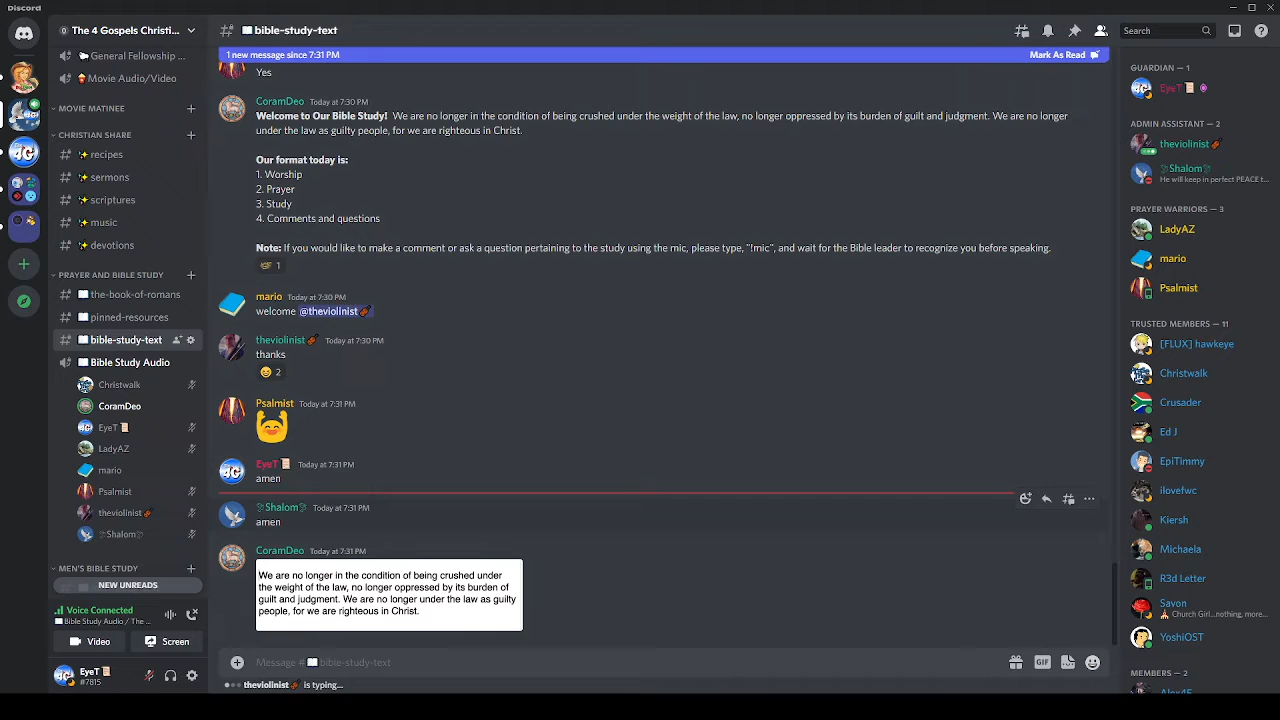 Discord
The 4 Gospels Christi...
bible-study-text
Search
1 new message since 7:31 PM
Mark As Read
General Fellowship ...
Movie Audio/Video
MOVIE MATINEE
CHRISTIAN SHARE
recipes
sermons
scriptures
music
devotions
PRAYER AND BIBLE STUDY
the-book-of-romans
pinned-resources
bible-study-text
Bible Study Audio
Christwalk
CoramDeo
EyeT
LadyAZ
mario
Psalmist
theviolinist
Shalom
MEN'S BIBLE STUDY
NEW UNREADS
Voice Connected
Bible Study Audio / The ...
Video
Screen
EyeT
#7815
Yes
CoramDeo Today at 7:30 PM
Welcome to Our Bible Study! We are no longer in the condition of being crushed under the weight of the law, no longer oppressed by its burden of guilt and judgment. We are no longer
under the law as guilty people, for we are righteous in Christ.
Our format today is:
1. Worship
2. Prayer
3. Study
4. Comments and questions
Note: If you would like to make a comment or ask a question pertaining to the study using the mic, please type, "!mic", and wait for the Bible leader to recognize you before speaking.
1
mario Today at 7:30 PM
welcome @theviolinist
theviolinist Today at 7:30 PM
thanks
2
Psalmist Today at 7:31 PM
EyeT Today at 7:31 PM
amen
Shalom Today at 7:31 PM
amen
CoramDeo Today at 7:31 PM
We are no longer in the condition of being crushed under
the weight of the law, no longer oppressed by its burden of
guilt and judgment. We are no longer under the law as guilty
people, for we are righteous in Christ.
Message #bible-study-text
GIF
theviolinist is typing...
GUARDIAN — 1
EyeT
ADMIN ASSISTANT — 2
theviolinist
Shalom
He will keep in perfect PEACE t...
PRAYER WARRIORS — 3
LadyAZ
mario
Psalmist
TRUSTED MEMBERS — 11
[FLUX] hawkeye
Christwalk
Crusader
Ed J
EpiTimmy
ilovefwc
Kiersh
Michaela
R3d Letter
Savon
Church Girl...nothing, more...
YoshiOST
MEMBERS — 2